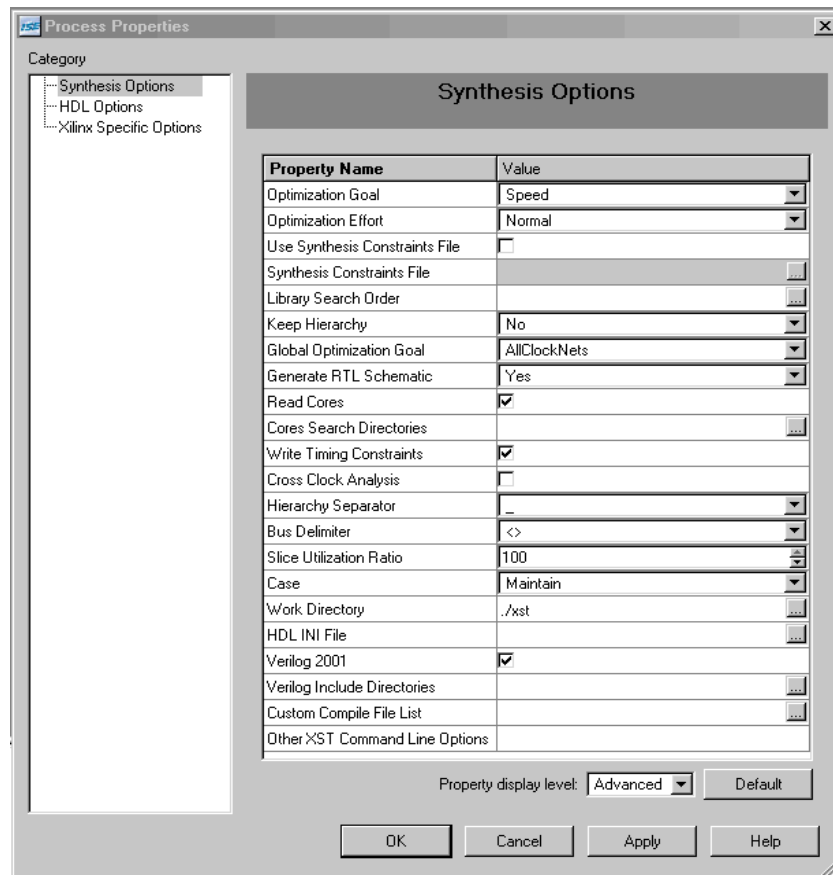 ISE Process Properties
Category
Synthesis Options
HDL Options
Xilinx Specific Options
Synthesis Options
Property Name Value
Optimization Goal Speed
Optimization Effort Normal
Use Synthesis Constraints File
Synthesis Constraints File ...
Library Search Order ...
Keep Hierarchy No
Global Optimization Goal AllClockNets
Generate RTL Schematic Yes
Read Cores
Cores Search Directories ...
Write Timing Constraints
Cross Clock Analysis
Hierarchy Separator _
Bus Delimiter <>
Slice Utilization Ratio 100
Case Maintain
Work Directory ./xst ...
HDL INI File ...
Verilog 2001
Verilog Include Directories ...
Custom Compile File List ...
Other XST Command Line Options
Property display level: Advanced Default
OK Cancel Apply Help